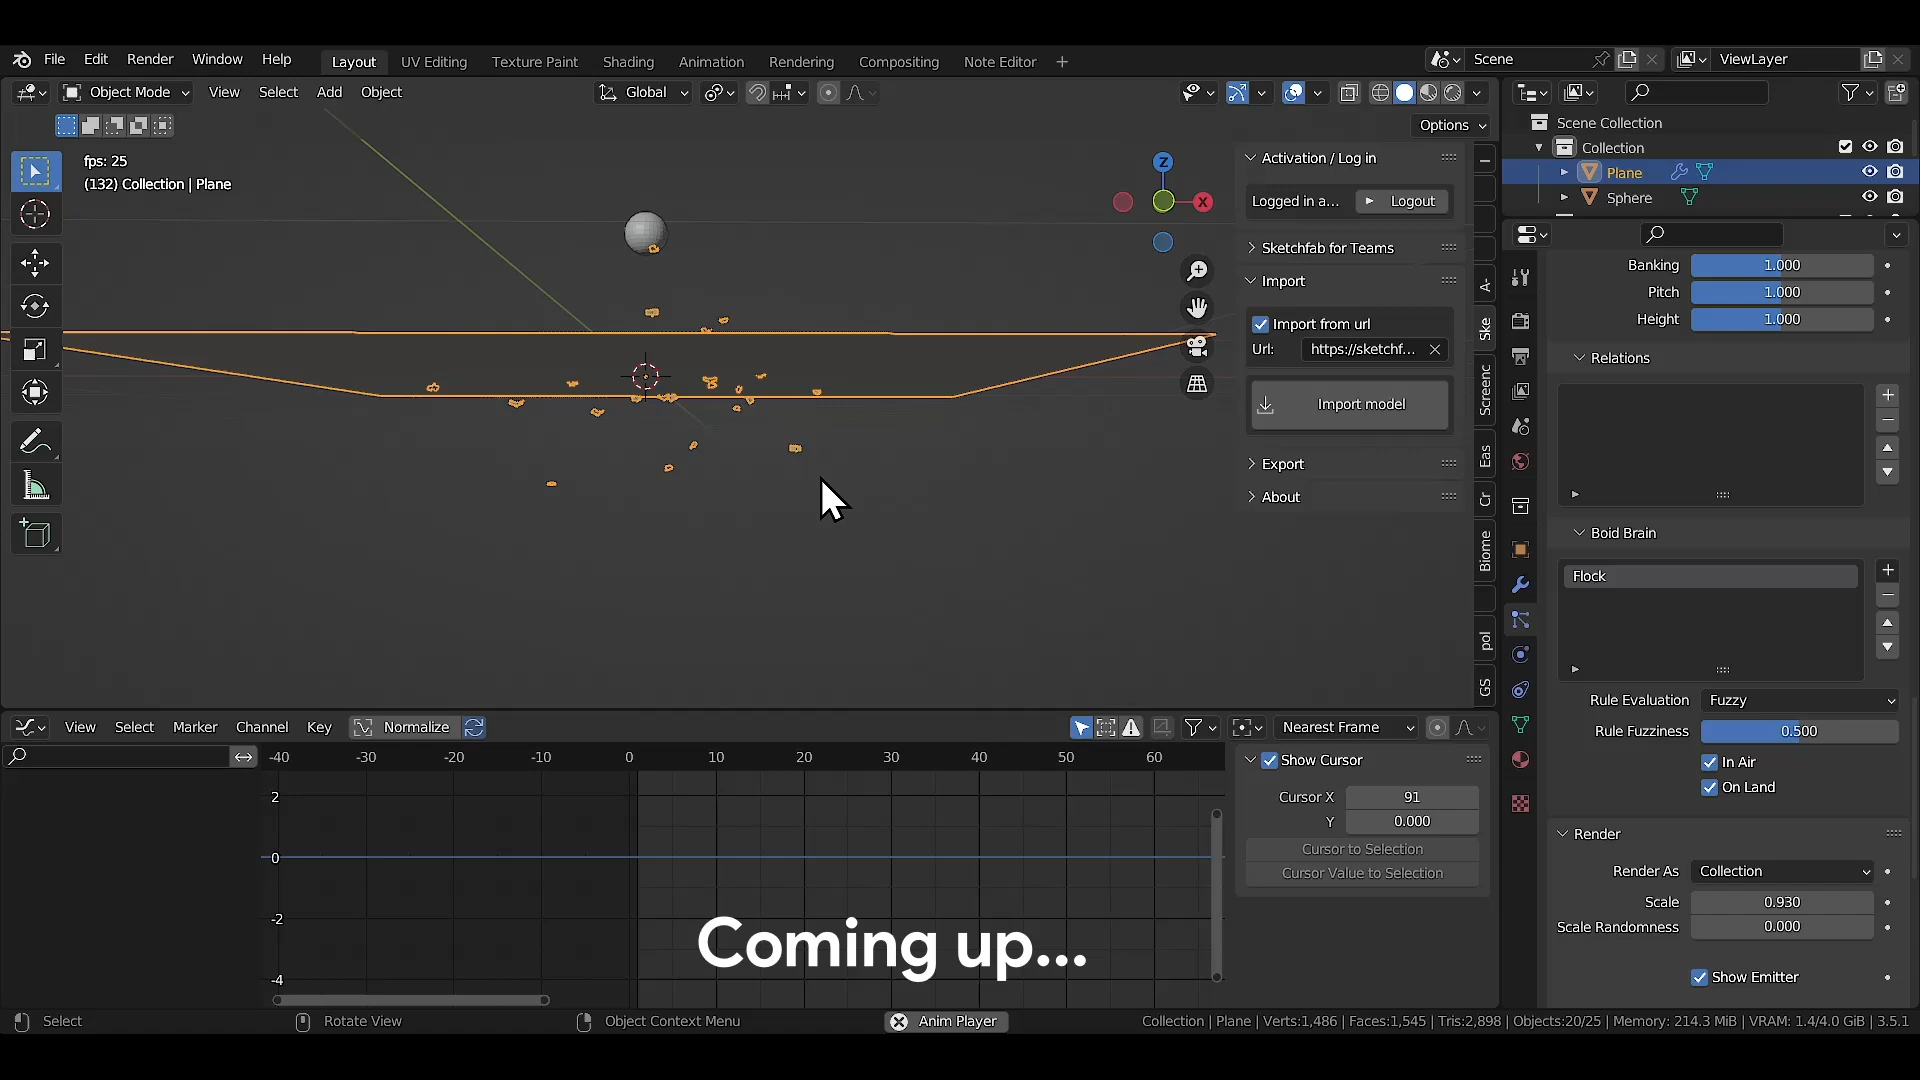 File Edit Render Window Help Layout UV Editing Texture Paint Shading Animation Rendering Compositing Note Editor + Scene ViewLayer
Object Mode View Select Add Object Global
Options
fps: 25
(132) Collection | Plane
Z
X
Activation / Log in
Logged in a... Logout
Sketchfab for Teams
Import
Import from url
Url: https://sketchf...
Import model
Export
About
A-
Ske
Screenc
Eas
Cr
Biome
pol
GS
Scene Collection
Collection
Plane
Sphere
Banking 1.000
Pitch 1.000
Height 1.000
Relations
Boid Brain
Flock
Rule Evaluation Fuzzy
Rule Fuzziness 0.500
In Air
On Land
Render
Render As Collection
Scale 0.930
Scale Randomness 0.000
Show Emitter
View Select Marker Channel Key Normalize Nearest Frame
-40 -30 -20 -10 0 10 20 30 40 50 60
2
0
-2
-4
Show Cursor
Cursor X 91
Y 0.000
Cursor to Selection
Cursor Value to Selection
Coming up...
Select Rotate View Object Context Menu Anim Player Collection | Plane | Verts:1,486 | Faces:1,545 | Tris:2,898 | Objects:20/25 | Memory: 214.3 MiB | VRAM: 1.4/4.0 GiB | 3.5.1